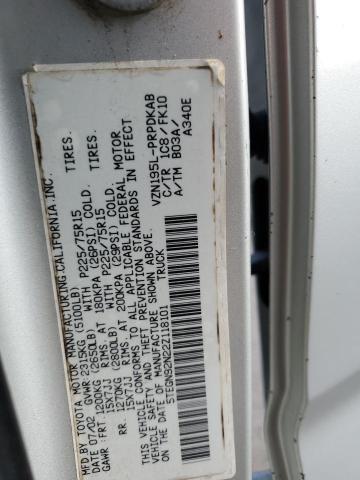 MFD BY TOYOTA MOTOR MANUFACTURING,CALIFORNIA,INC.
DATE 07/02 GVWR 2315KG (5100LB)
GAWR : FRT 1200KG (2650LB) WITH P225/75R15 TIRES.
15X7JJ RIMS. AT 180KPA (26PSI) COLD.
RR. 1270KG (2800LB) WITH P225/75R15 TIRES.
15X7JJ RIMS. AT 200KPA (29PSI) COLD.
THIS VEHICLE CONFORMS TO ALL APPLICABLE FEDERAL MOTOR
VEHICLE SAFETY AND BUMPER PREVENTION STANDARDS IN EFFECT
ON THE DATE OF MANUFACTURE SHOWN ABOVE.
5TEGN92N22Z118101
TRUCK
VZN195L-PRPDKAB
C/TR 1C8/ FK10
A/TM B03A/
A340E